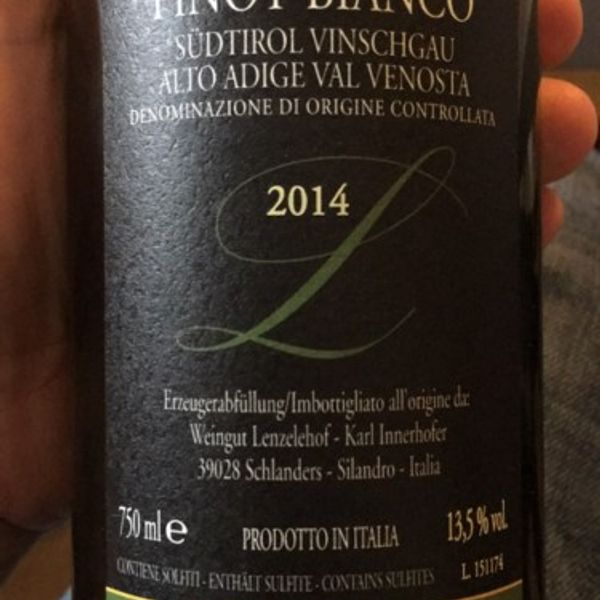 PINOT BIANCO
SÜDTIROL VINSCHGAU
ALTO ADIGE VAL VENOSTA
DENOMINAZIONE DI ORIGINE CONTROLLATA
2014
L
Erzeugerabfüllung/Imbottigliato all'origine da:
Weingut Lenzelehof - Karl Innerhofer
39028 Schlanders - Silandro - Italia
750 ml e PRODOTTO IN ITALIA 13,5 % vol.
CONTIENE SOLFITI - ENTHÄLT SULFITE - CONTAINS SULFITES L. 151174